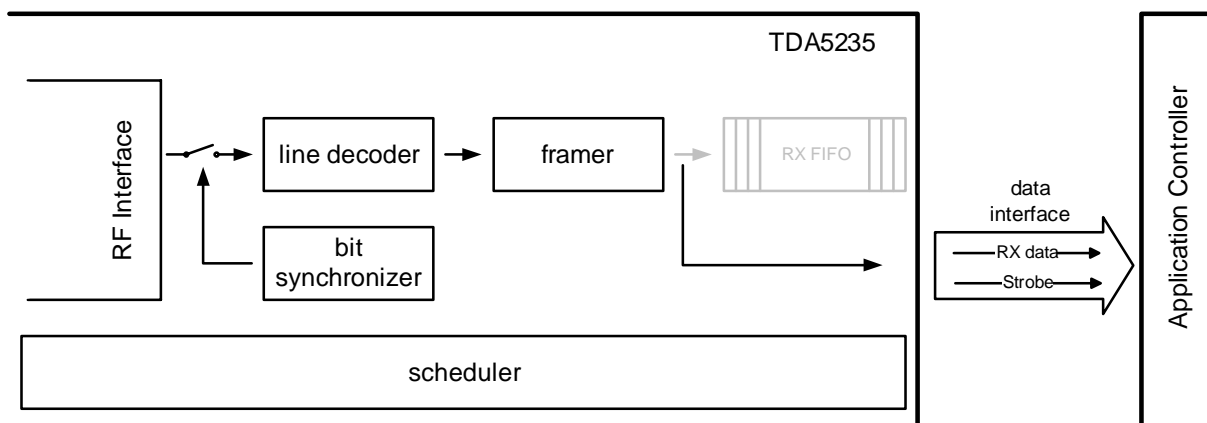 TDA5235
RF Interface
line decoder
framer
RX FIFO
bit
synchronizer
scheduler
data
interface
RX data
Strobe
Application Controller